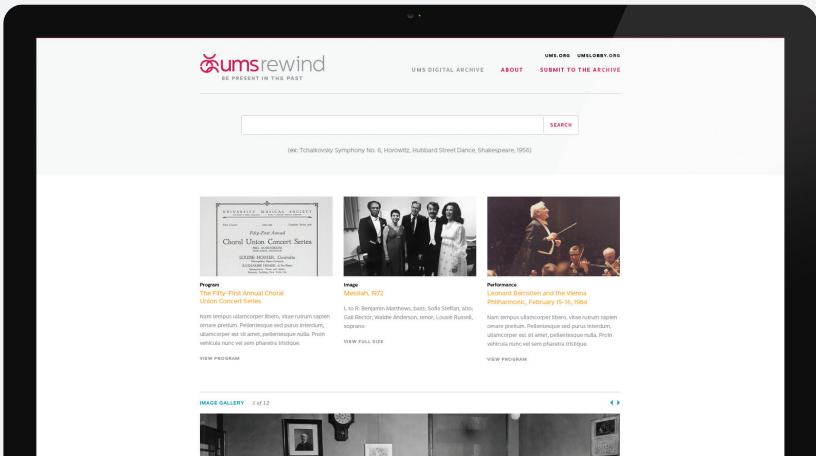 UMS.ORG UMSLOBBY.ORG
umsrewind
BE PRESENT IN THE PAST
UMS DIGITAL ARCHIVE ABOUT SUBMIT TO THE ARCHIVE
SEARCH
(ex: Tchaikovsky Symphony No. 6, Horowitz, Hubbard Street Dance, Shakespeare, 1956)
UNIVERSITY MUSICAL SOCIETY
Fifty-First Annual
Choral Union Concert Series
HILL AUDITORIUM
LOUISE HOMER, Contralto
Program
The Fifty-First Annual Choral
Union Concert Series
Nam tempus ullamcorper libero, vitae rutrum sapien
ornare pretium. Pellentesque sed purus interdum,
ullamcorper est sit amet, pellentesque nulla. Proin
vehicula nunc vel sem pharetra tristique.
VIEW PROGRAM
Image
Messiah, 1972
L to R: Benjamin Matthews, bass; Sofia Steffan, alto;
Gail Rector; Waldie Anderson, tenor, Louise Russell,
soprano
VIEW FULL SIZE
Performance
Leonard Bernstein and the Vienna
Philharmonic, February 15-16, 1984
Nam tempus ullamcorper libero, vitae rutrum sapien
ornare pretium. Pellentesque sed purus interdum,
ullamcorper est sit amet, pellentesque nulla. Proin
vehicula nunc vel sem pharetra tristique.
VIEW PROGRAM
IMAGE GALLERY 1 of 12